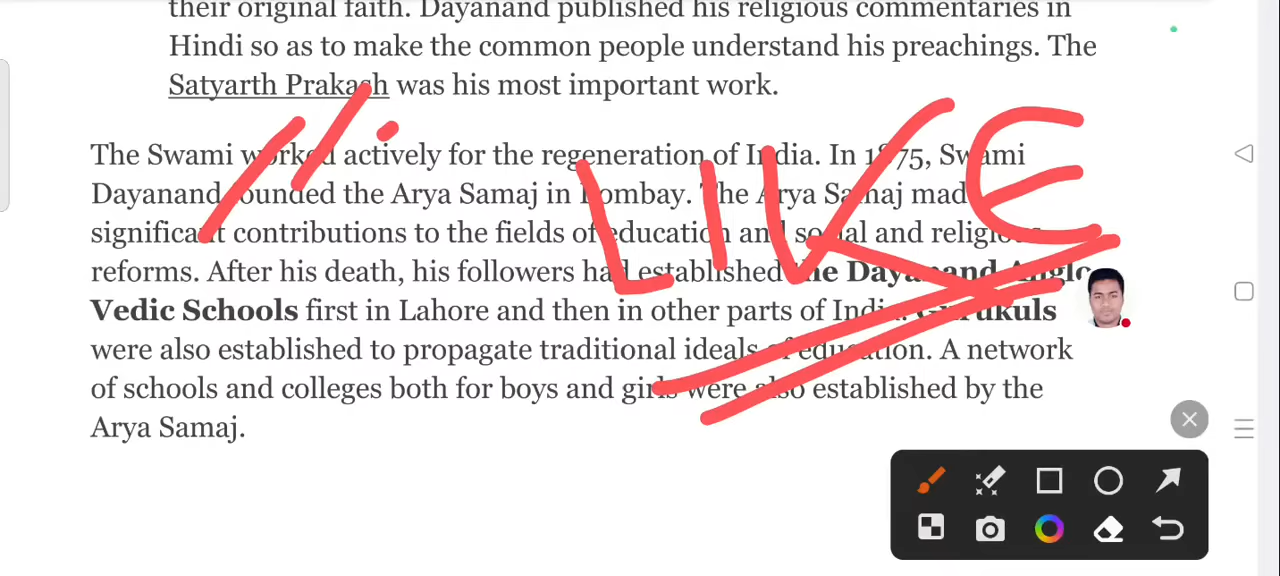 their original faith. Dayanand published his religious commentaries in
Hindi so as to make the common people understand his preachings. The
Satyarth Prakash was his most important work.
The Swami worked actively for the regeneration of India. In 1875, Swami
Dayanand founded the Arya Samaj in Bombay. The Arya Samaj made
significant contributions to the fields of education and social and religious
reforms. After his death, his followers had established the Dayanand Anglo
Vedic Schools first in Lahore and then in other parts of India. Gurukuls
were also established to propagate traditional ideals of education. A network
of schools and colleges both for boys and girls were also established by the
Arya Samaj.
LIKE